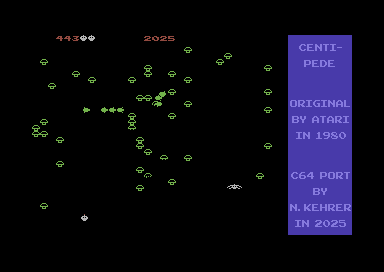 443 2025
CENTI-
PEDE
ORIGINAL
BY ATARI
IN 1980
C64 PORT
BY
N. KEHRER
IN 2025